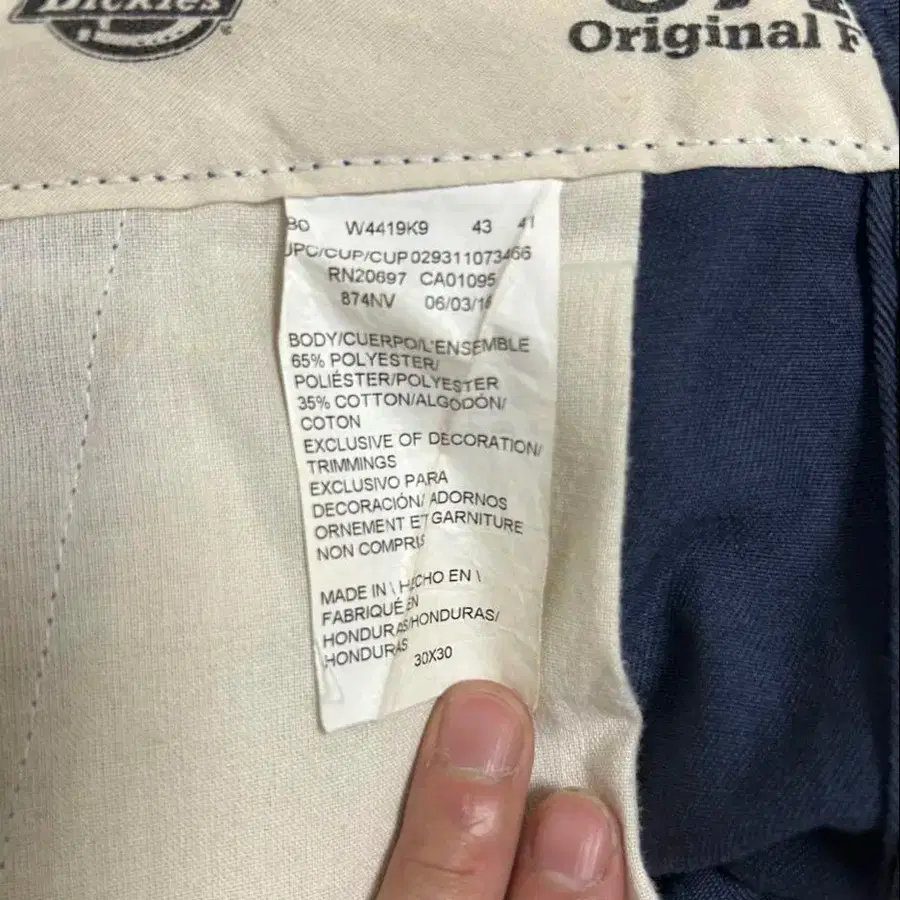 Dickies
Original
80 W4419K9 43 41
UPC/CUP/CUP 029311073466
RN20697 CA01095
874NV 06/03/16
BODY/CUERPO/L'ENSEMBLE
65% POLYESTER/
POLIÉSTER/POLYESTER
35% COTTON/ALGODÓN/
COTON
EXCLUSIVE OF DECORATION/
TRIMMINGS
EXCLUSIVO PARA
DECORACIÓN/ ADORNOS
ORNEMENT ET GARNITURE
NON COMPRIS
MADE IN \ HECHO EN \
FABRIQUÉ EN
HONDURAS/HONDURAS/
HONDURAS 30X30